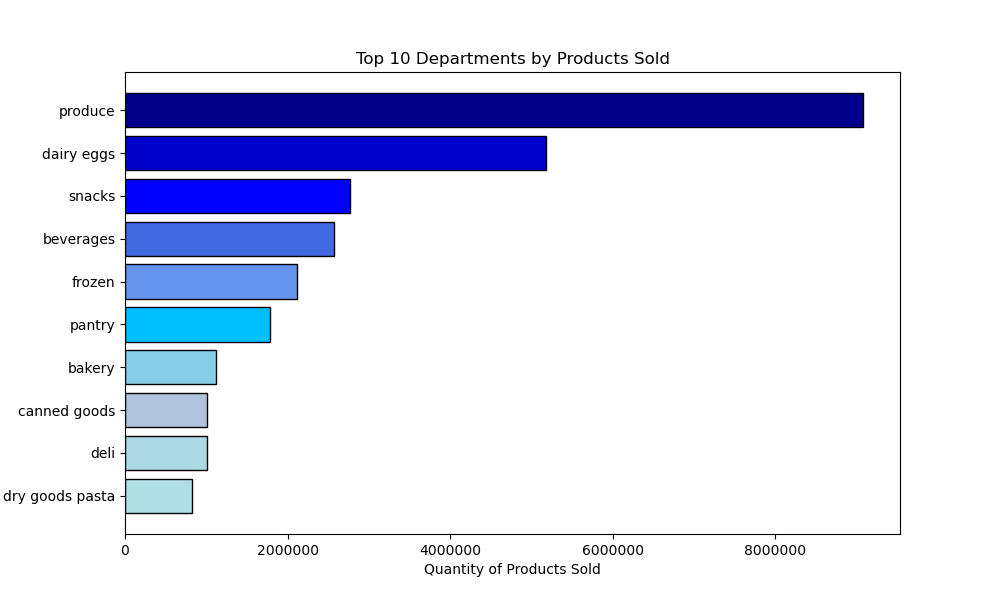 Top 10 Departments by Products Sold
produce
dairy eggs
snacks
beverages
frozen
pantry
bakery
canned goods
deli
dry goods pasta
0 2000000 4000000 6000000 8000000
Quantity of Products Sold